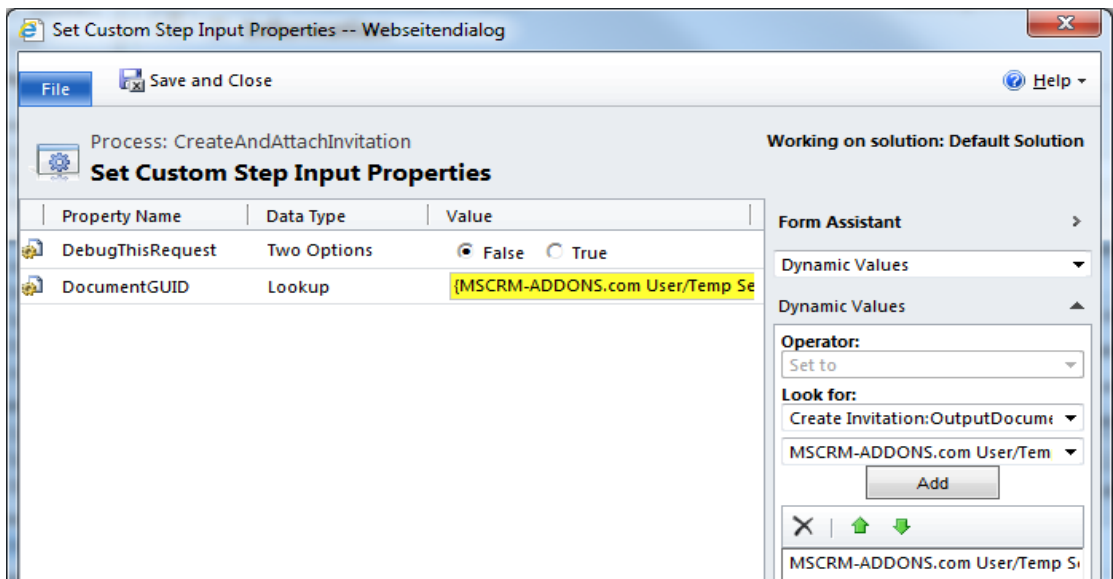 Set Custom Step Input Properties -- Webseitendialog
File Save and Close Help
Process: CreateAndAttachInvitation
Working on solution: Default Solution
Set Custom Step Input Properties
Property Name Data Type Value
Form Assistant
DebugThisRequest Two Options False True
Dynamic Values
DocumentGUID Lookup {MSCRM-ADDONS.com User/Temp Se
Dynamic Values
Operator:
Set to
Look for:
Create Invitation:OutputDocume
MSCRM-ADDONS.com User/Tem
Add
MSCRM-ADDONS.com User/Temp Se